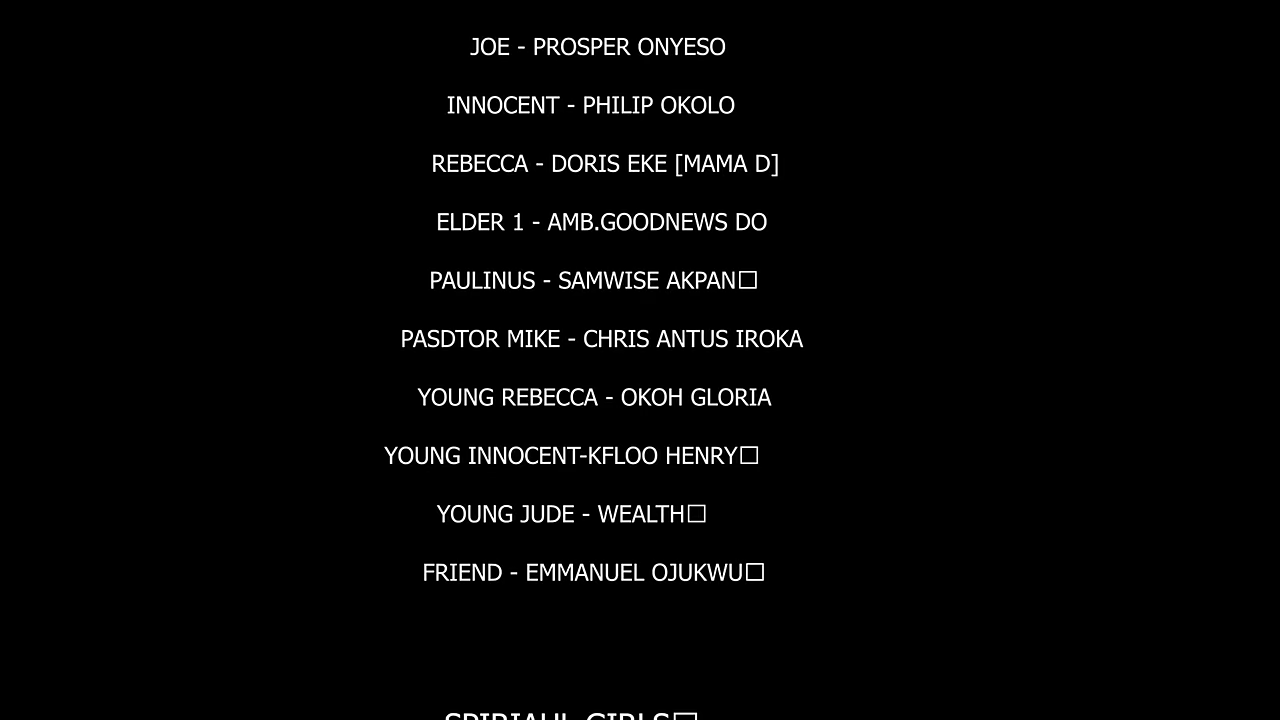 JOE - PROSPER ONYESO
INNOCENT - PHILIP OKOLO
REBECCA - DORIS EKE [MAMA D]
ELDER 1 - AMB.GOODNEWS DO
PAULINUS - SAMWISE AKPAN□
PASDTOR MIKE - CHRIS ANTUS IROKA
YOUNG REBECCA - OKOH GLORIA
YOUNG INNOCENT-KFLOO HENRY□
YOUNG JUDE - WEALTH□
FRIEND - EMMANUEL OJUKWU□